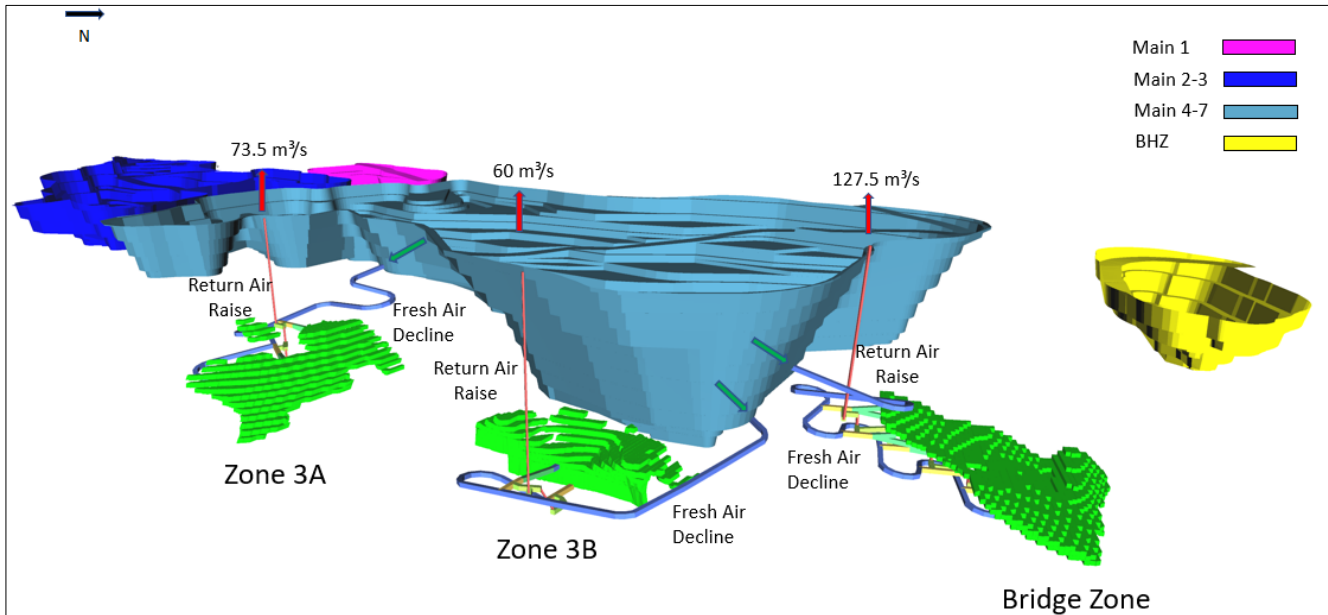 N
Main 1
Main 2-3
Main 4-7
BHZ
73.5 m³/s
60 m³/s
127.5 m³/s
Return Air
Raise
Fresh Air
Decline
Return Air
Raise
Return Air
Raise
Fresh Air
Decline
Fresh Air
Decline
Zone 3A
Zone 3B
Bridge Zone